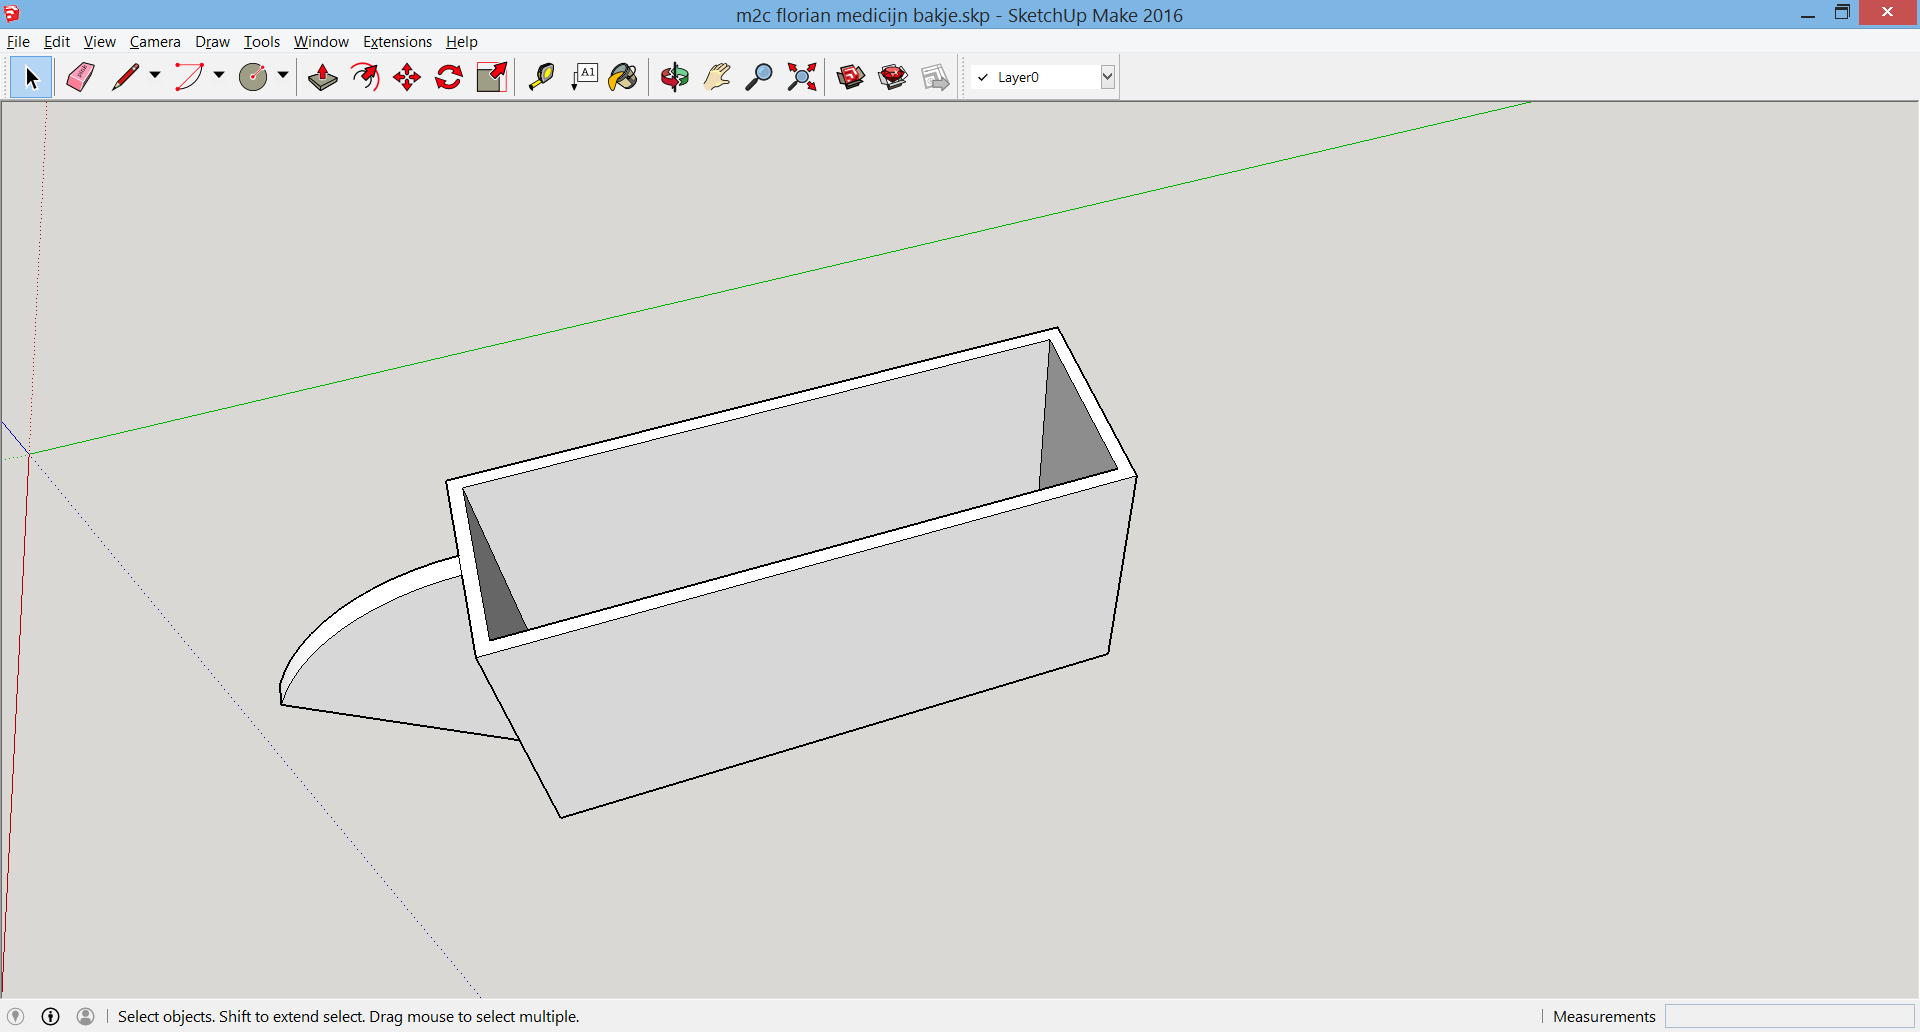 m2c florian medicijn bakje.skp - SketchUp Make 2016
File Edit View Camera Draw Tools Window Extensions Help
A1
Layer0
Select objects. Shift to extend select. Drag mouse to select multiple.
Measurements